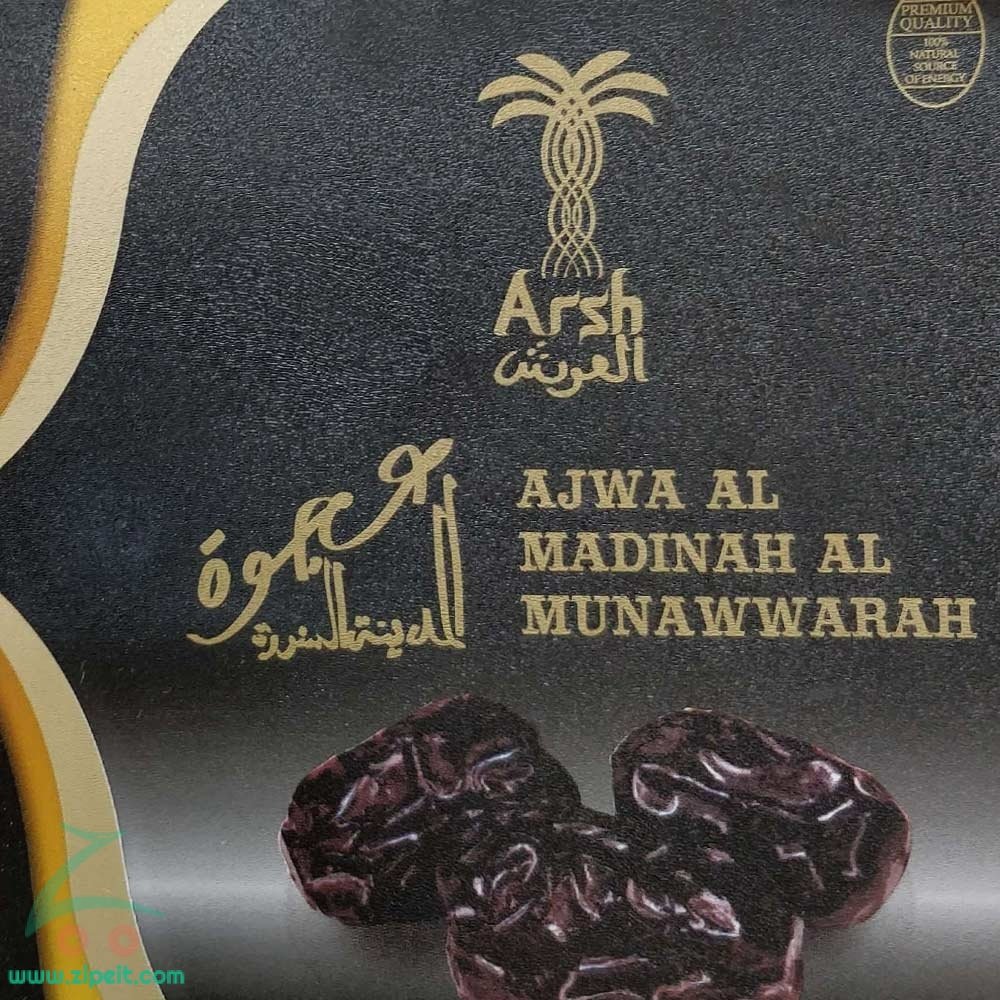 PREMIUM
QUALITY
100%
NATURAL
SOURCE
OF ENERGY
Arsh
العريش
عجوة
المدينة المنورة
AJWA AL
MADINAH AL
MUNAWWARAH
www.zipelt.com